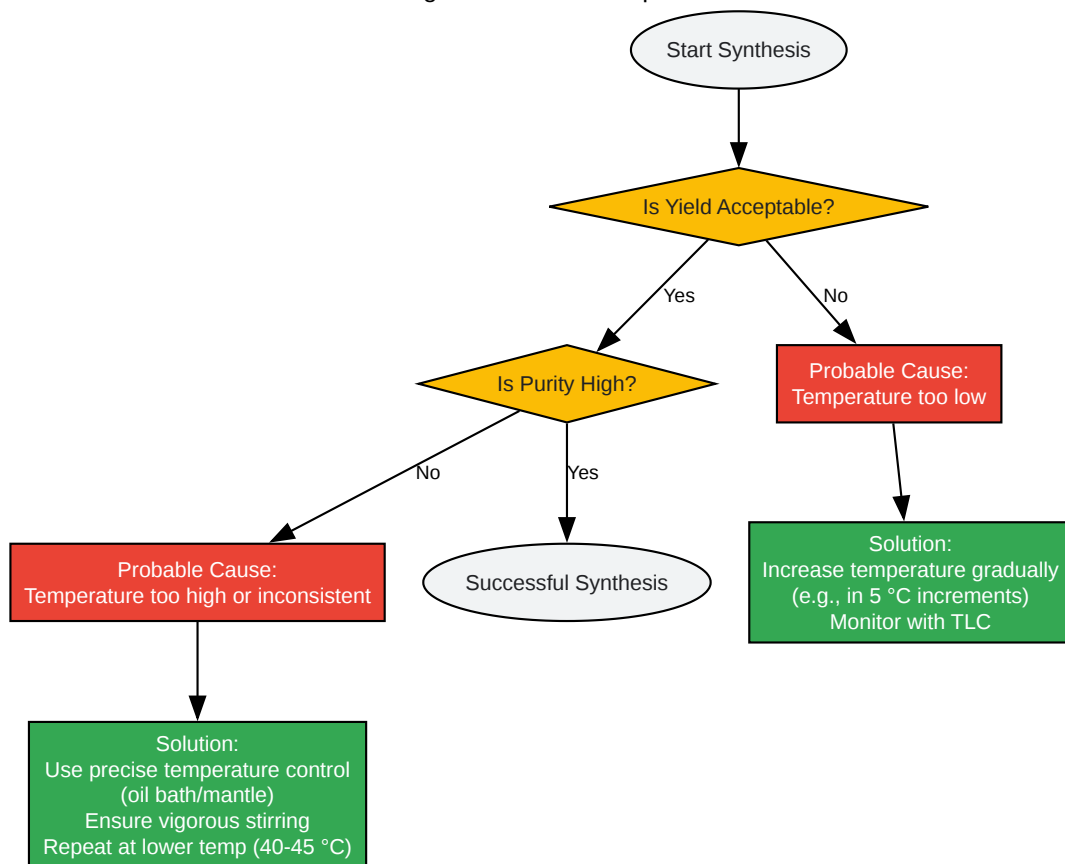 Start Synthesis
Is Yield Acceptable?
Yes
No
Is Purity High?
Probable Cause:
Temperature too low
No
Yes
Probable Cause:
Temperature too high or inconsistent
Successful Synthesis
Solution:
Increase temperature gradually
(e.g., in 5 °C increments)
Monitor with TLC
Solution:
Use precise temperature control
(oil bath/mantle)
Ensure vigorous stirring
Repeat at lower temp (40-45 °C)